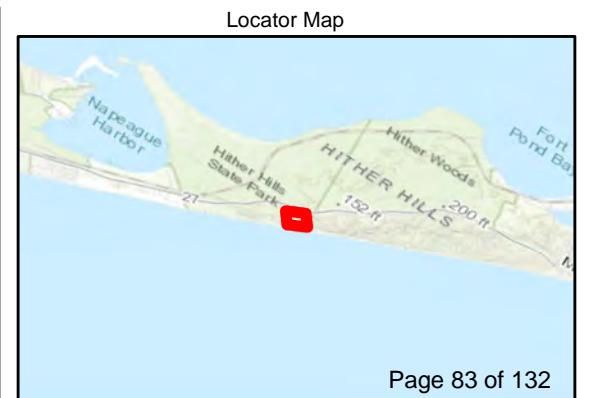 Locator Map
Napeague
Harbor
Hither Hills
State Park
HITHER HILLS
Hither Woods
Fort
Pond Bay
27
152 ft
200 ft
M
Page 83 of 132